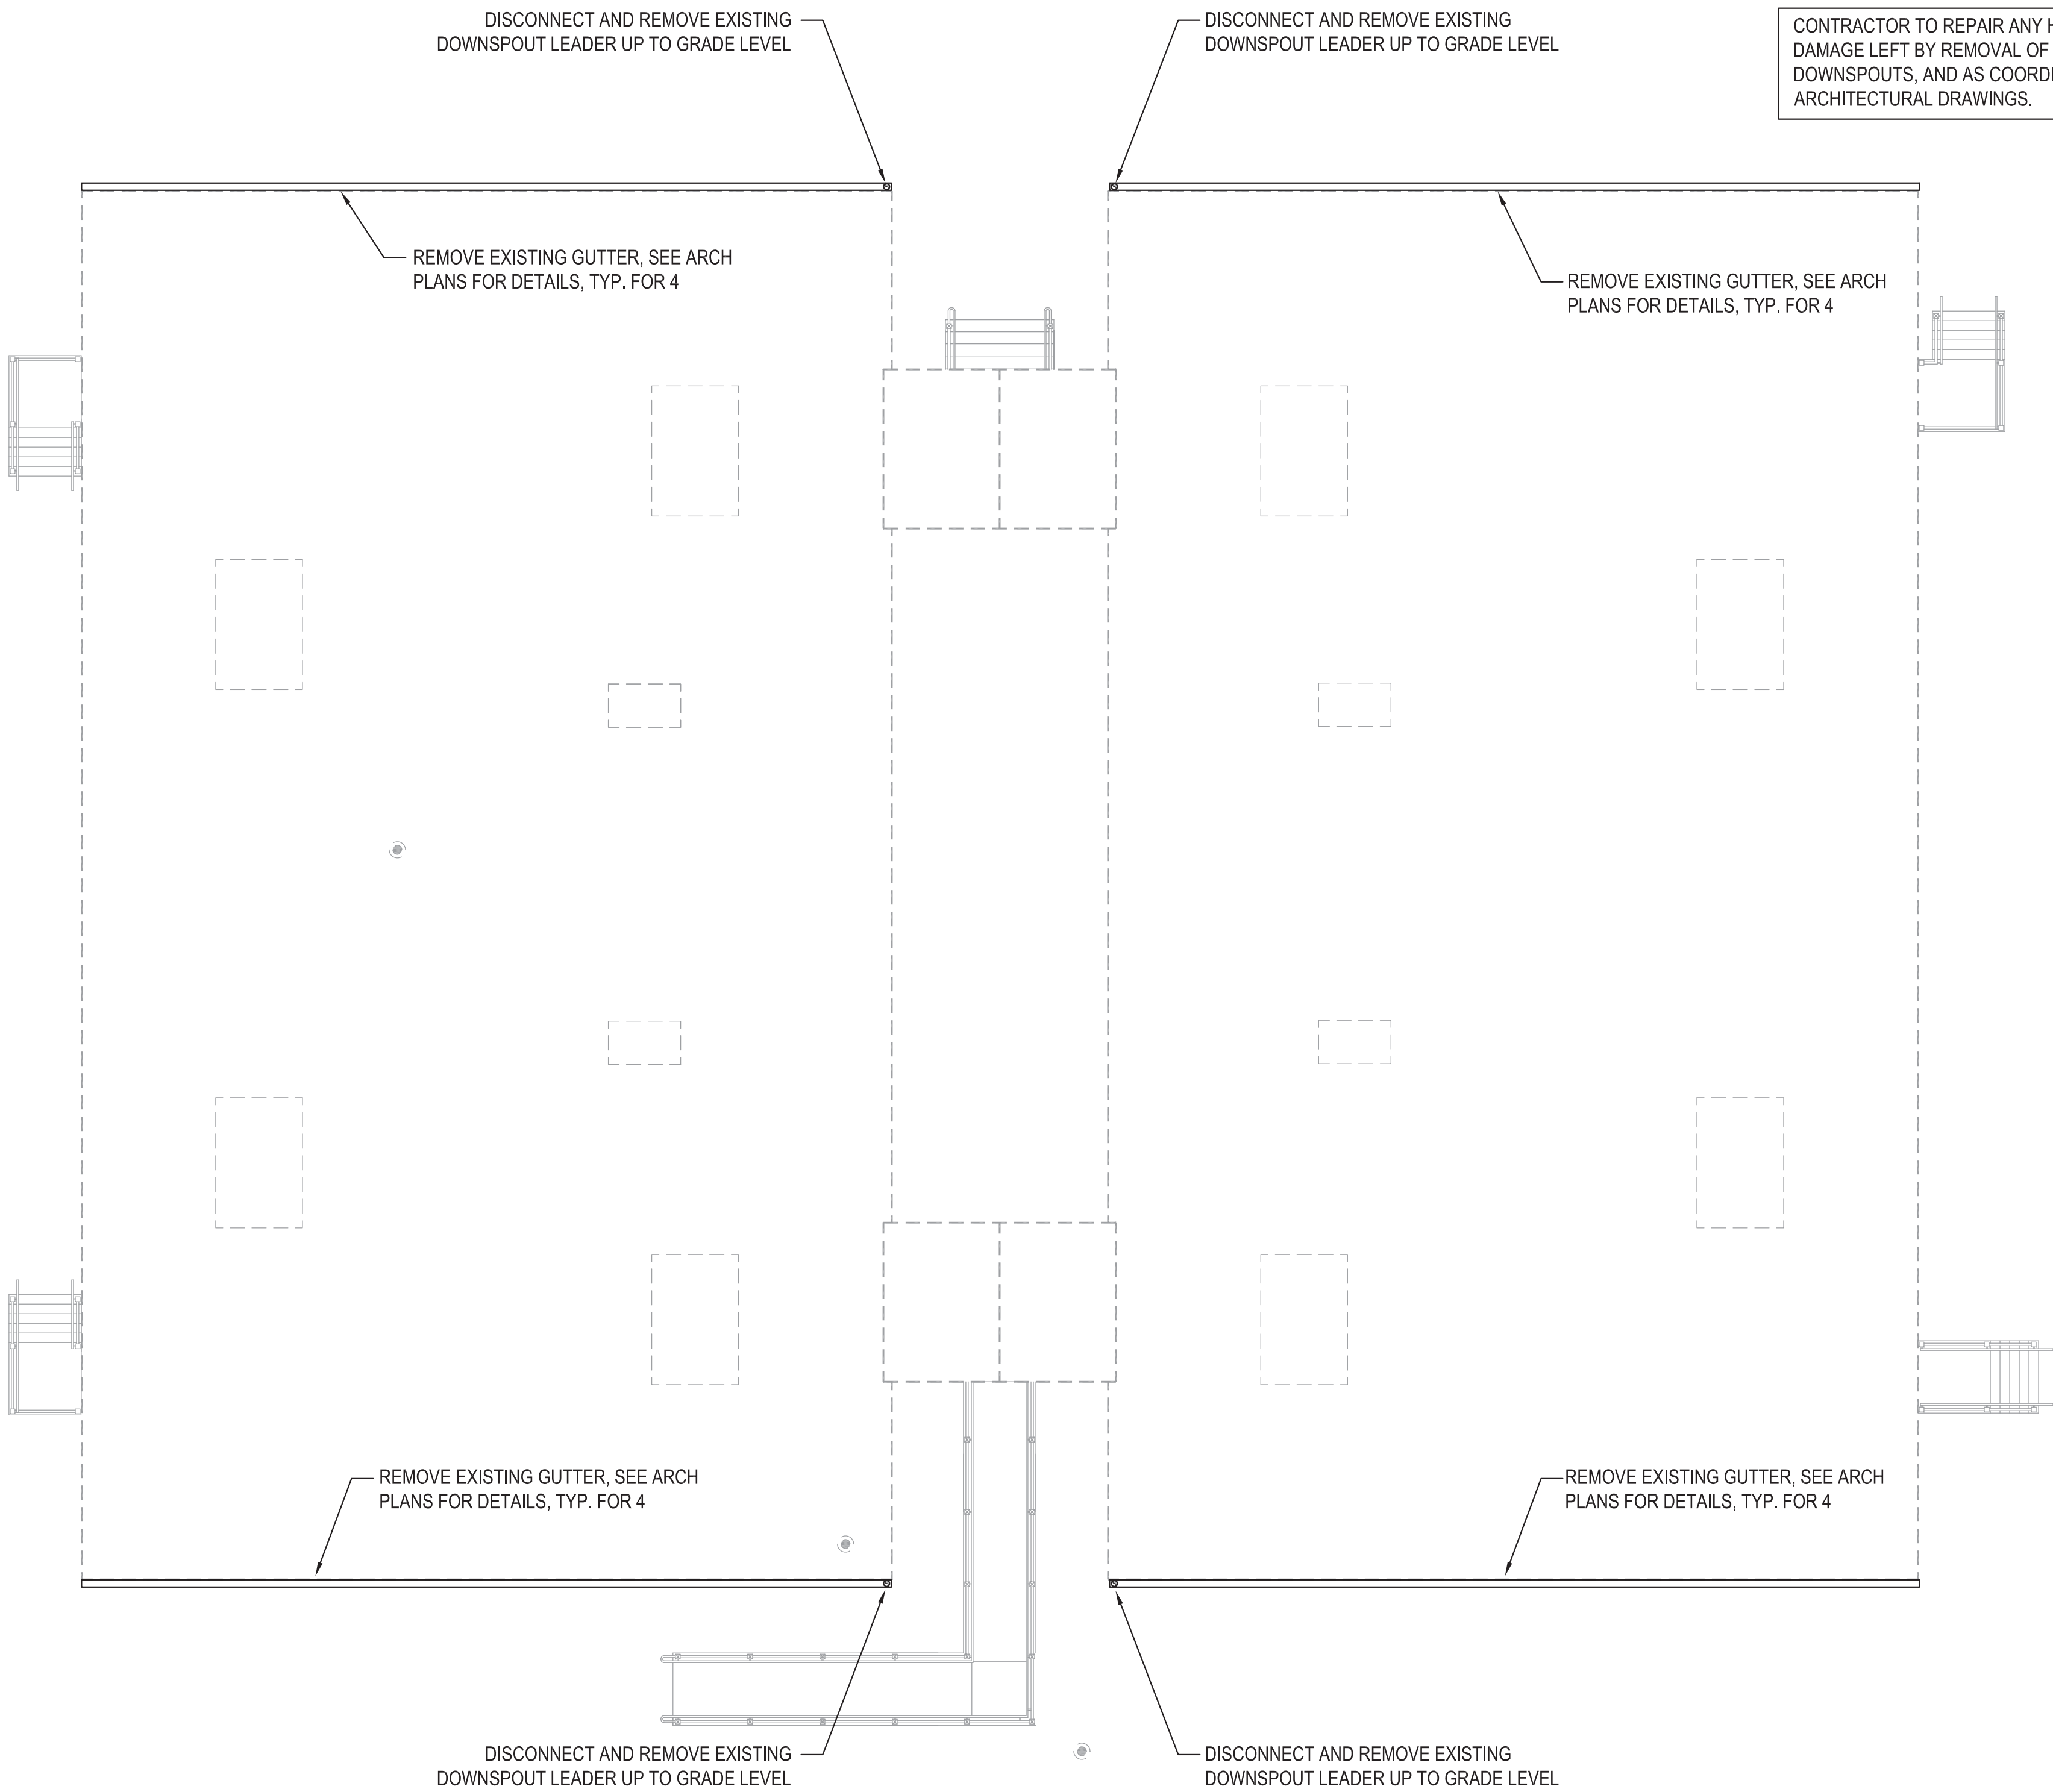 DISCONNECT AND REMOVE EXISTING
DOWNSPOUT LEADER UP TO GRADE LEVEL
DISCONNECT AND REMOVE EXISTING
DOWNSPOUT LEADER UP TO GRADE LEVEL
CONTRACTOR TO REPAIR ANY
DAMAGE LEFT BY REMOVAL OF
DOWNSPOUTS, AND AS
ARCHITECTURAL DRAWINGS.
REMOVE EXISTING GUTTER, SEE ARCH
PLANS FOR DETAILS, TYP. FOR 4
REMOVE EXISTING GUTTER, SEE ARCH
PLANS FOR DETAILS, TYP. FOR 4
REMOVE EXISTING GUTTER, SEE ARCH
PLANS FOR DETAILS, TYP. FOR 4
REMOVE EXISTING GUTTER, SEE ARCH
PLANS FOR DETAILS, TYP. FOR 4
DISCONNECT AND REMOVE EXISTING
DOWNSPOUT LEADER UP TO GRADE LEVEL
DISCONNECT AND REMOVE EXISTING
DOWNSPOUT LEADER UP TO GRADE LEVEL